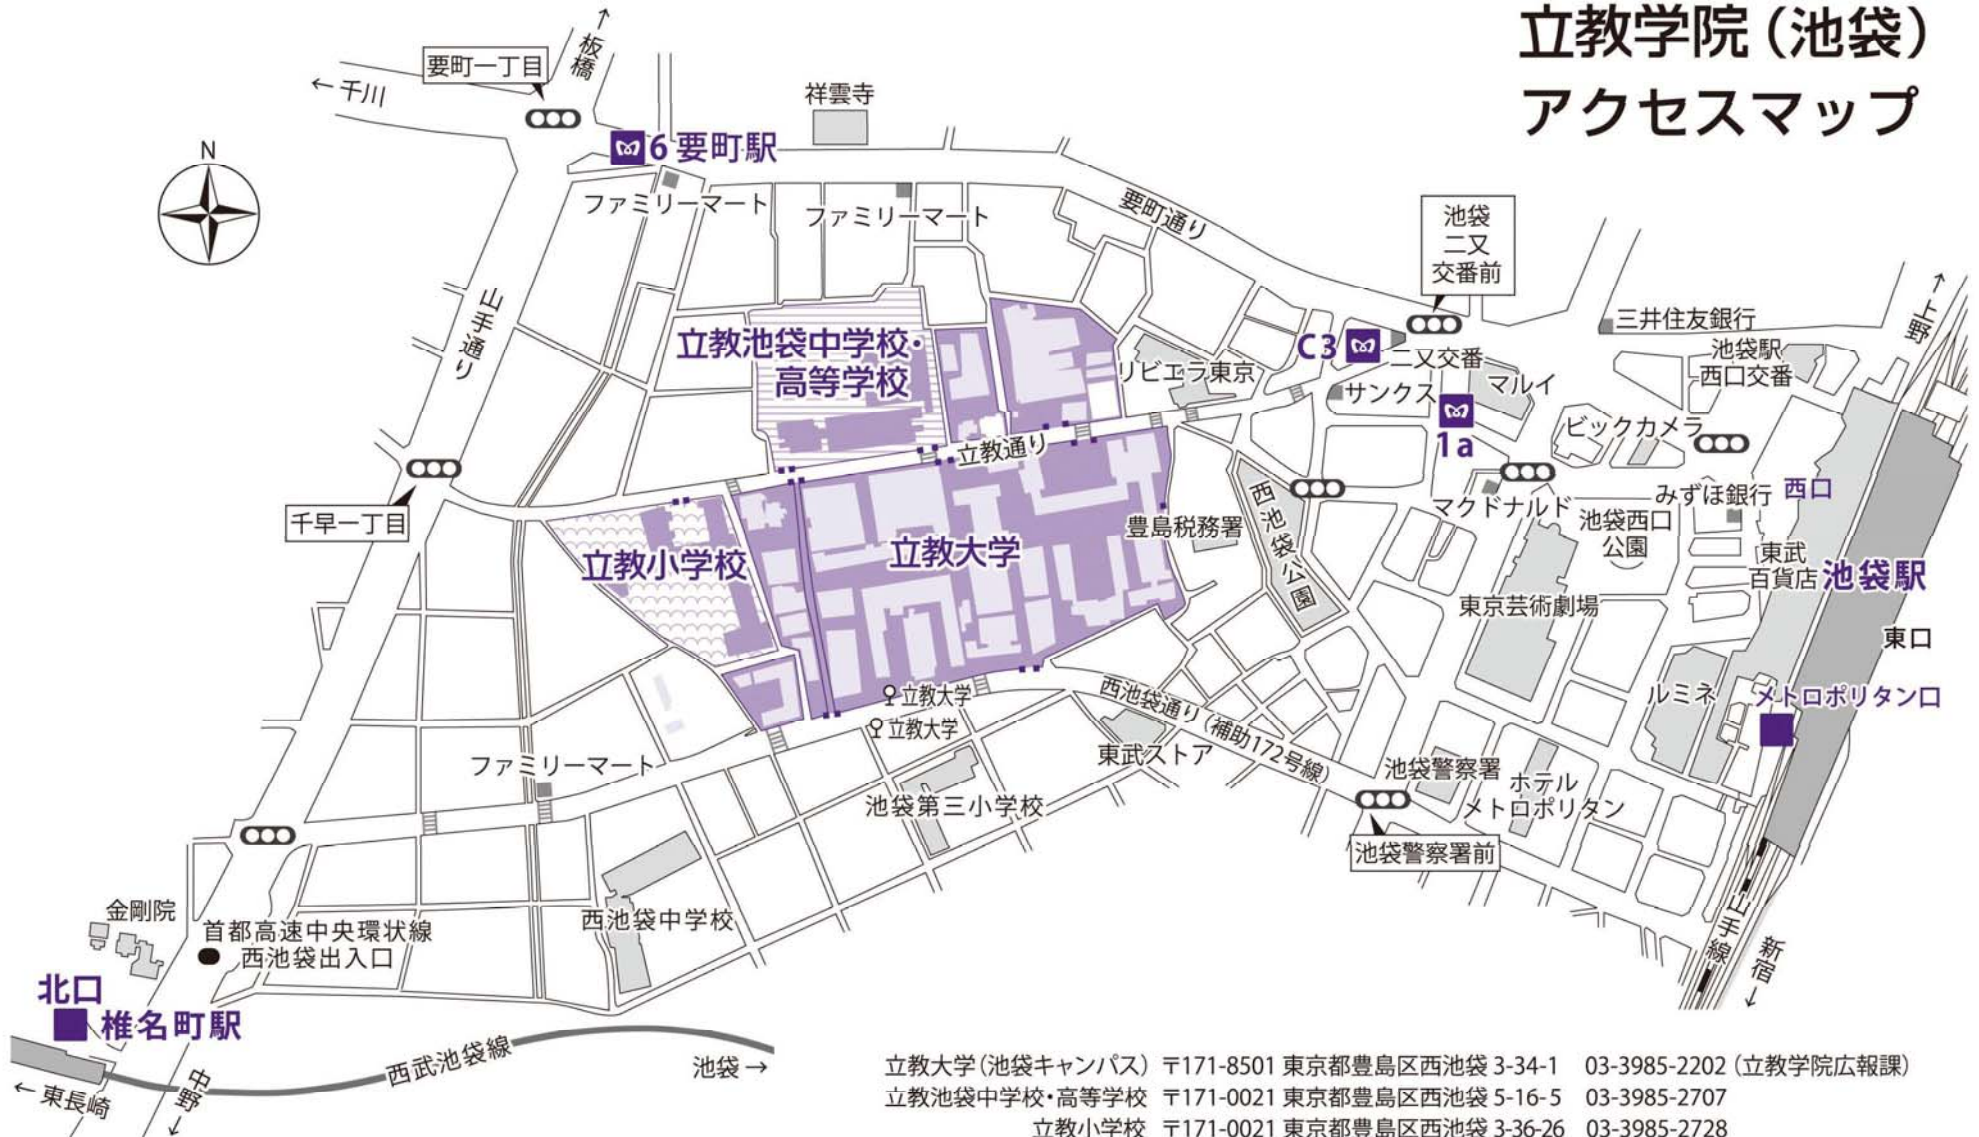 立教学院（池袋）
アクセスマップ
↑板橋
要町一丁目
←千川
祥雲寺
N
6 要町駅
ファミリーマート
ファミリーマート
要町通り
池袋
二又
交番前
↑上野
山手通り
三井住友銀行
立教池袋中学校・
高等学校
C3
二又交番
池袋駅
西口交番
リビエラ東京
サンクス
マルイ
1a
ビックカメラ
立教通り
千早一丁目
西池袋公園
マクドナルド
みずほ銀行
西口
豊島税務署
池袋西口
公園
立教小学校
立教大学
東武
百貨店
池袋駅
東京芸術劇場
東口
立教大学
立教大学
西池袋通り（補助172号線）
ルミネ
メトロポリタン口
東武ストア
ファミリーマート
池袋警察署
ホテル
メトロポリタン
池袋第三小学校
池袋警察署前
金剛院
首都高速中央環状線
西池袋出入口
西池袋中学校
山手線
新宿→
北口
椎名町駅
西武池袋線
池袋→
←東長崎
中野→
立教大学（池袋キャンパス） 〒171-8501 東京都豊島区西池袋 3-34-1 03-3985-2202（立教学院広報課）
立教池袋中学校・高等学校 〒171-0021 東京都豊島区西池袋 5-16-5 03-3985-2707
立教小学校 〒171-0021 東京都豊島区西池袋 3-36-26 03-3985-2728